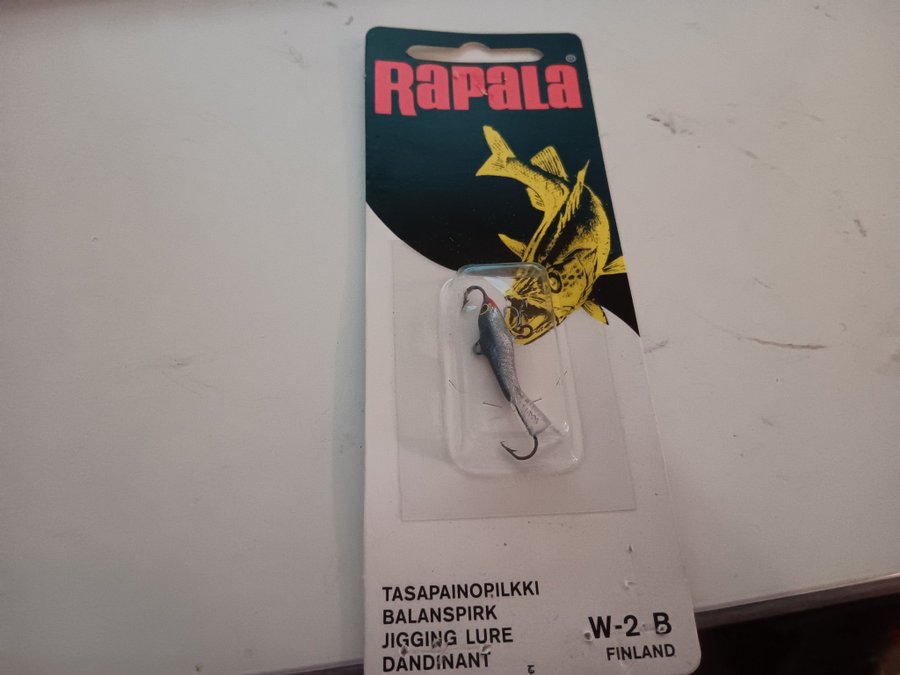 RAPALA®
TASAPAINOPILKKI
BALANSPIRK
JIGGING LURE
DANDINANT
W-2 B
FINLAND